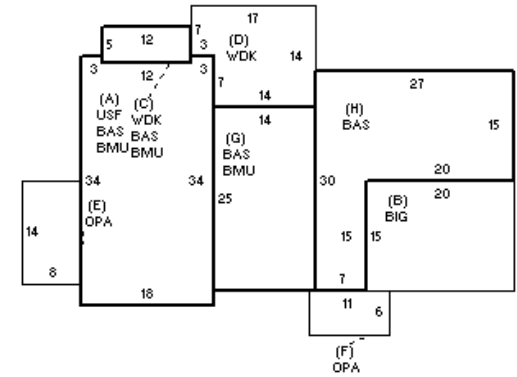 17
7
12
5
3
(D)
WDK
14
3
12
3
7
27
(A)
USF
BAS
BMU
(C)
WDK
BAS
BMU
14
14
(H)
BAS
15
(G)
BAS
BMU
34
34
30
20
20
25
(E)
OPA
(B)
BIG
14
15
15
8
7
18
11
6
(F)
OPA